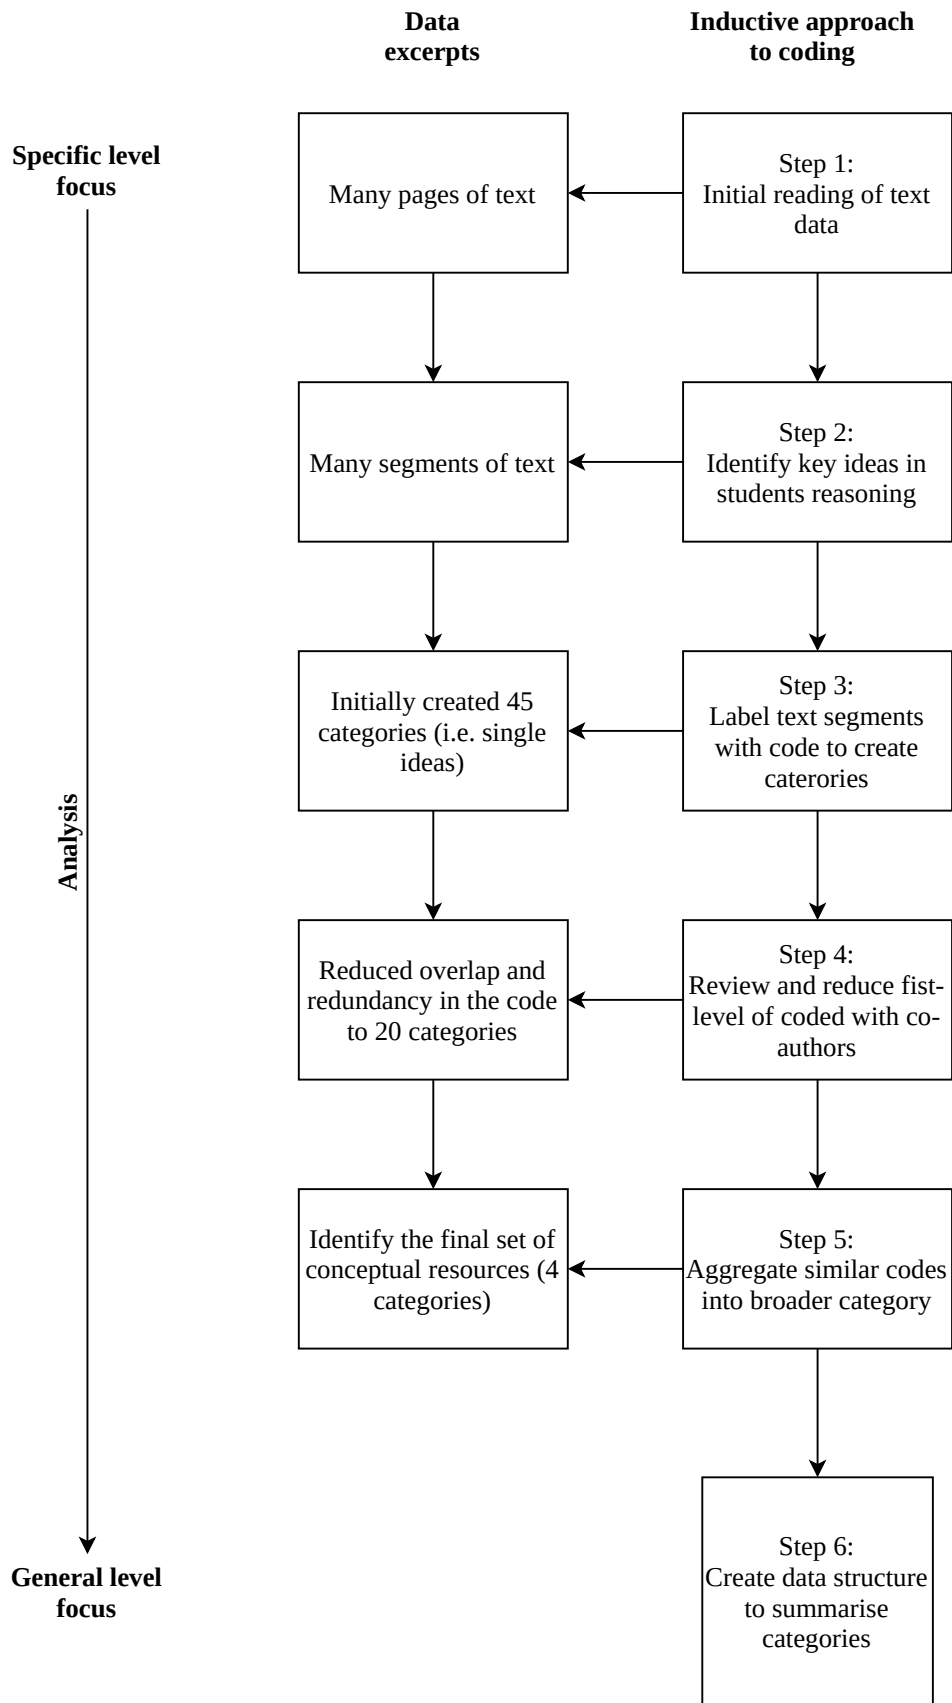 Data
excerpts
Inductive approach
to coding
Specific level
focus
Many pages of text
Step 1:
Initial reading of text
data
Many segments of text
Step 2:
Identify key ideas in
students reasoning
Initially created 45
categories (i.e. single
ideas)
Step 3:
Label text segments
with code to create
caterories
Analysis
Reduced overlap and
redundancy in the code
to 20 categories
Step 4:
Review and reduce fist-
level of coded with co-
authors
Identify the final set of
conceptual resources (4
categories)
Step 5:
Aggregate similar codes
into broader category
General level
focus
Step 6:
Create data structure
to summarise
categories